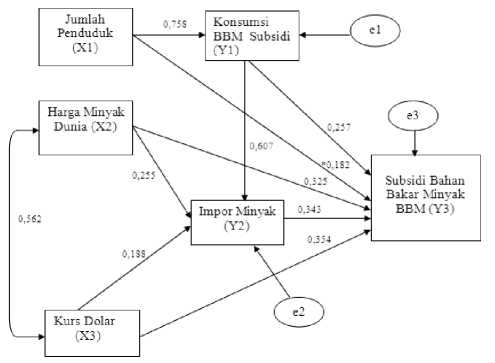 Jumlah
Penduduk
(X1)
0,758
Konsumsi
BBM Subsidi
(Y1)
e1
Harga Minyak
Dunia (X2)
0,257
e3
0,607
*0,182
0,255
0,325
Subsidi Bahan
Bakar Minyak
BBM (Y3)
0,562
Impor Minyak
(Y2)
0,343
0,188
0,354
Kurs Dolar
(X3)
e2